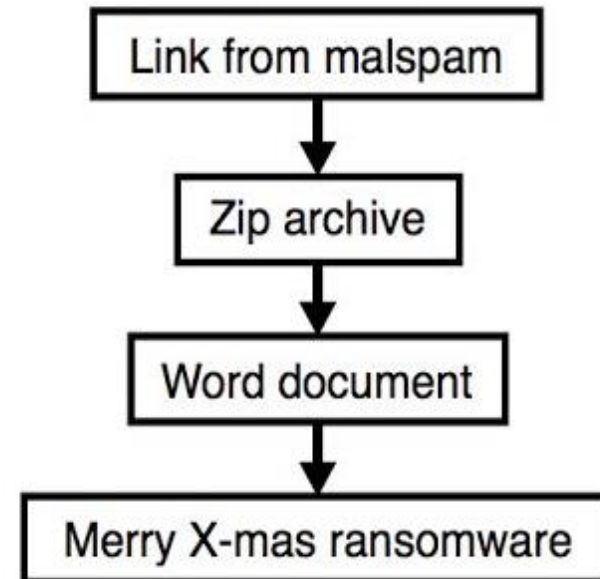 Link from malspam
Zip archive
Word document
Merry X-mas ransomware